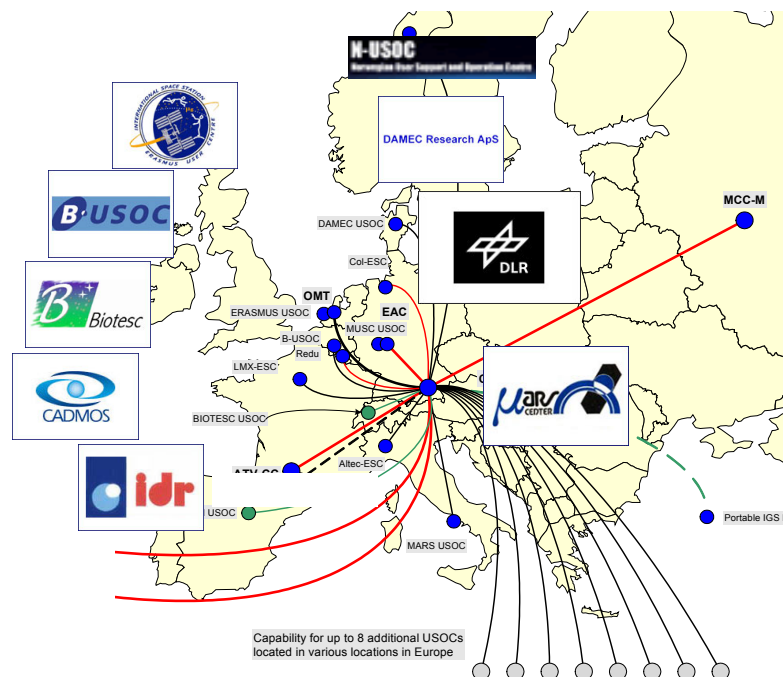 N-USOC
Norwegian User Support and Operation Centre
INTERNATIONAL SPACE STATION
ERASMUS USER CENTRE
DAMEC Research ApS
B·USOC
MCC-M
DAMEC USOC
DLR
Col-ESC
B Biotesc
OMT
ERASMUS USOC
EAC
MUSC USOC
B-USOC
Redu
LMX-ESC
CADMOS
μars
CENTER
BIOTESC USOC
Altec-ESC
idr
USOC
Portable IGS
MARS USOC
Capability for up to 8 additional USOCs
located in various locations in Europe